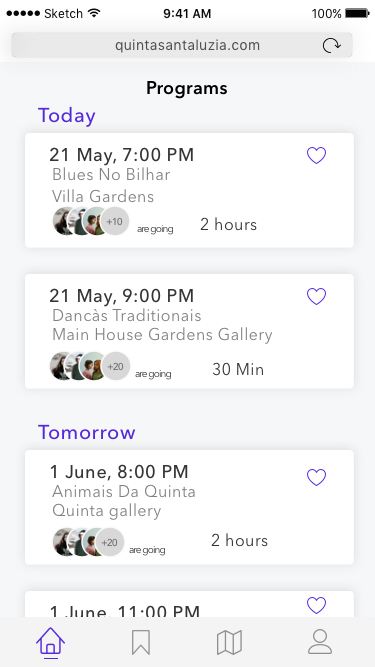 Sketch 9:41 AM 100%
quintasantaluzia.com
Programs
Today
21 May, 7:00 PM
Blues No Bilhar
Villa Gardens
+10 are going 2 hours
21 May, 9:00 PM
Dancàs Traditionais
Main House Gardens Gallery
+20 are going 30 Min
Tomorrow
1 June, 8:00 PM
Animais Da Quinta
Quinta gallery
+20 are going 2 hours
1 June, 11:00 PM